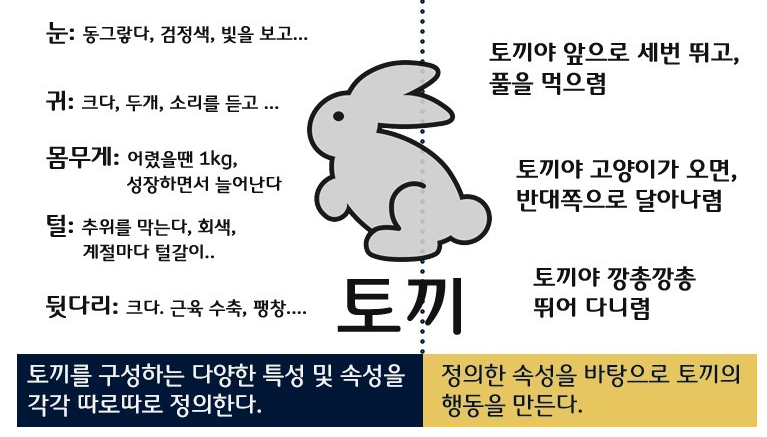 눈: 동그랗다, 검정색, 빛을 보고...
귀: 크다, 두개, 소리를 듣고 ...
몸무게: 어렸을땐 1kg,
성장하면서 늘어난다
털: 추위를 막는다, 회색,
계절마다 털갈이..
뒷다리: 크다. 근육 수축, 팽창....
토끼
토끼야 앞으로 세번 뛰고,
풀을 먹으렴
토끼야 고양이가 오면,
반대쪽으로 달아나렴
토끼야 깡총깡총
뛰어 다니렴
토끼를 구성하는 다양한 특성 및 속성을
각각 따로따로 정의한다.
정의한 속성을 바탕으로 토끼의
행동을 만든다.